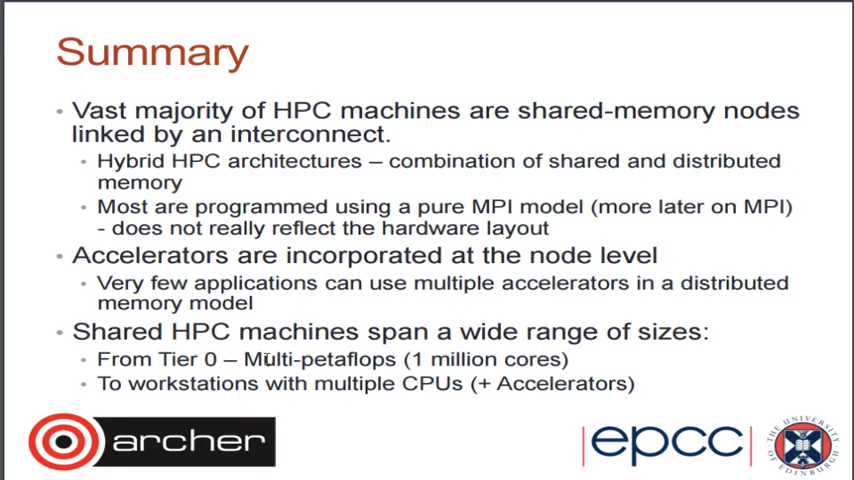 Summary
• Vast majority of HPC machines are shared-memory nodes
linked by an interconnect.
• Hybrid HPC architectures – combination of shared and distributed
memory
• Most are programmed using a pure MPI model (more later on MPI)
- does not really reflect the hardware layout
• Accelerators are incorporated at the node level
• Very few applications can use multiple accelerators in a distributed
memory model
• Shared HPC machines span a wide range of sizes:
• From Tier 0 – Multi-petaflops (1 million cores)
• To workstations with multiple CPUs (+ Accelerators)
archer
epcc
THE UNIVERSITY
OF EDINBURGH